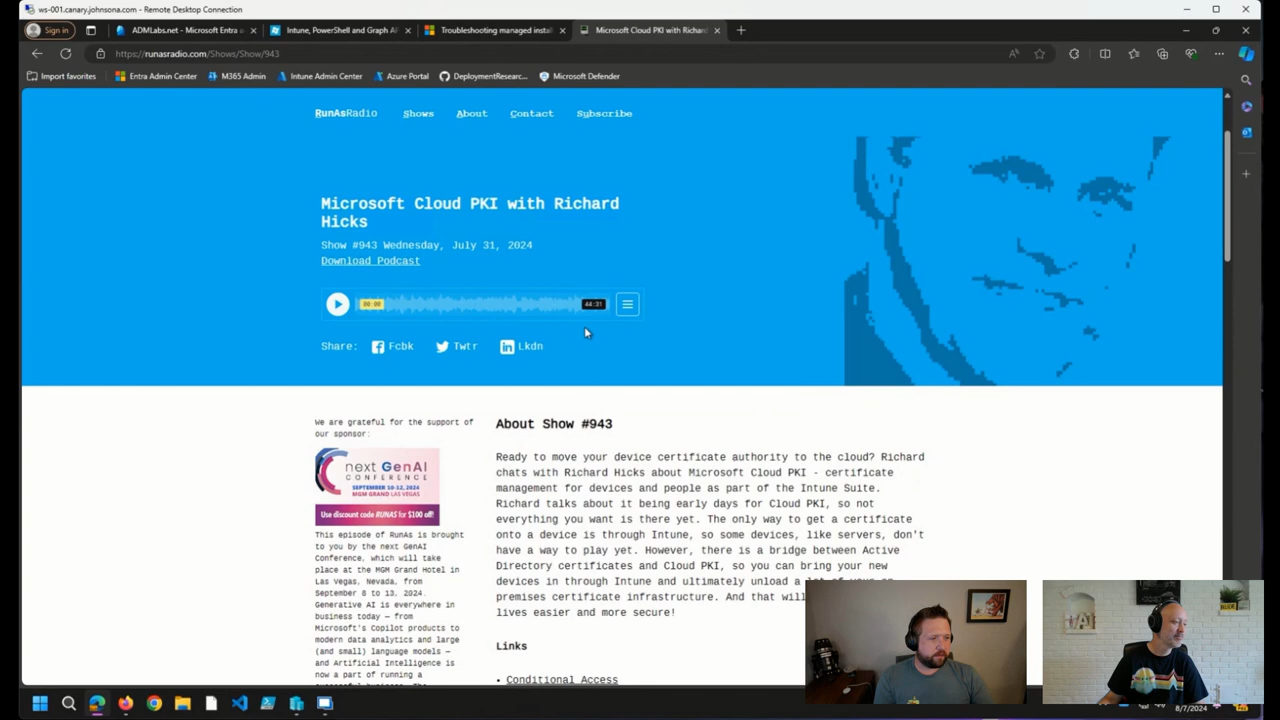 ws-001.canary.johnsona.com - Remote Desktop Connection
Sign in
ADMLabs.net - Microsoft Entra
Intune, PowerShell and Graph AF
Troubleshooting managed instal
Microsoft Cloud PKI with Richard
https://runasradio.com/Shows/Show/943
Import favorites
Entra Admin Center
M365 Admin
Intune Admin Center
Azure Portal
DeploymentResearc...
Microsoft Defender
RunAsRadio Shows About Contact Subscribe
Microsoft Cloud PKI with Richard
Hicks
Show #943 Wednesday, July 31, 2024
Download Podcast
00:00
44:31
Share: Fcbk Twtr Lkdn
We are grateful for the support of
our sponsor:
next GenAI
CONFERENCE
SEPTEMBER 10-12, 2024
MGM GRAND LAS VEGAS
Use discount code RUNAS for $100 off!
This episode of RunAs is brought
to you by the next GenAI
Conference, which will take
place at the MGM Grand Hotel in
Las Vegas, Nevada, from
September 8 to 13, 2024.
Generative AI is everywhere in
business today — from
Microsoft's Copilot products to
modern data analytics and large
(and small) language models —
and Artificial Intelligence is
now a part of running a
About Show #943
Ready to move your device certificate authority to the cloud? Richard
chats with Richard Hicks about Microsoft Cloud PKI - certificate
management for devices and people as part of the Intune Suite.
Richard talks about it being early days for Cloud PKI, so not
everything you want is there yet. The only way to get a certificate
onto a device is through Intune, so some devices, like servers, don't
have a way to play yet. However, there is a bridge between Active
Directory certificates and Cloud PKI, so you can bring your new
devices in through Intune and ultimately unload a
premises certificate infrastructure. And that will
lives easier and more secure!
Links
• Conditional Access
8/7/2024